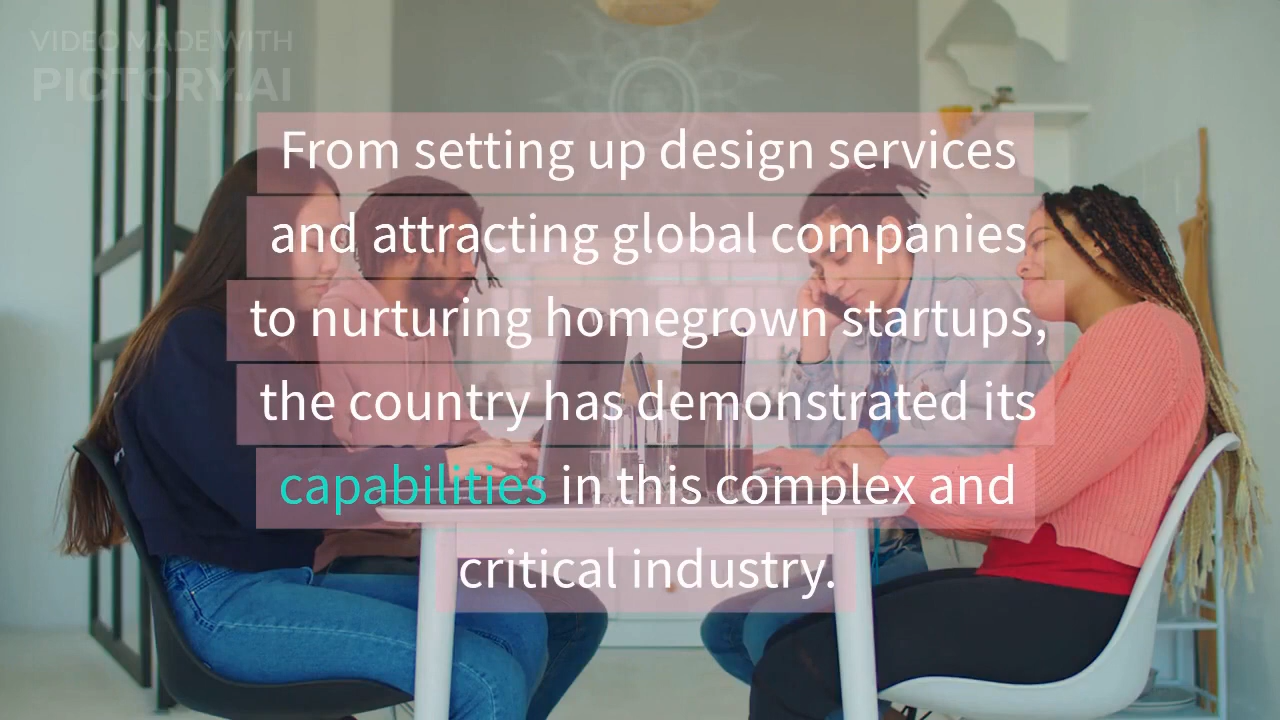 VIDEO MADE WITH
PICTORY.AI
From setting up design services
and attracting global companies
to nurturing homegrown startups,
the country has demonstrated its
capabilities in this complex and
critical industry.